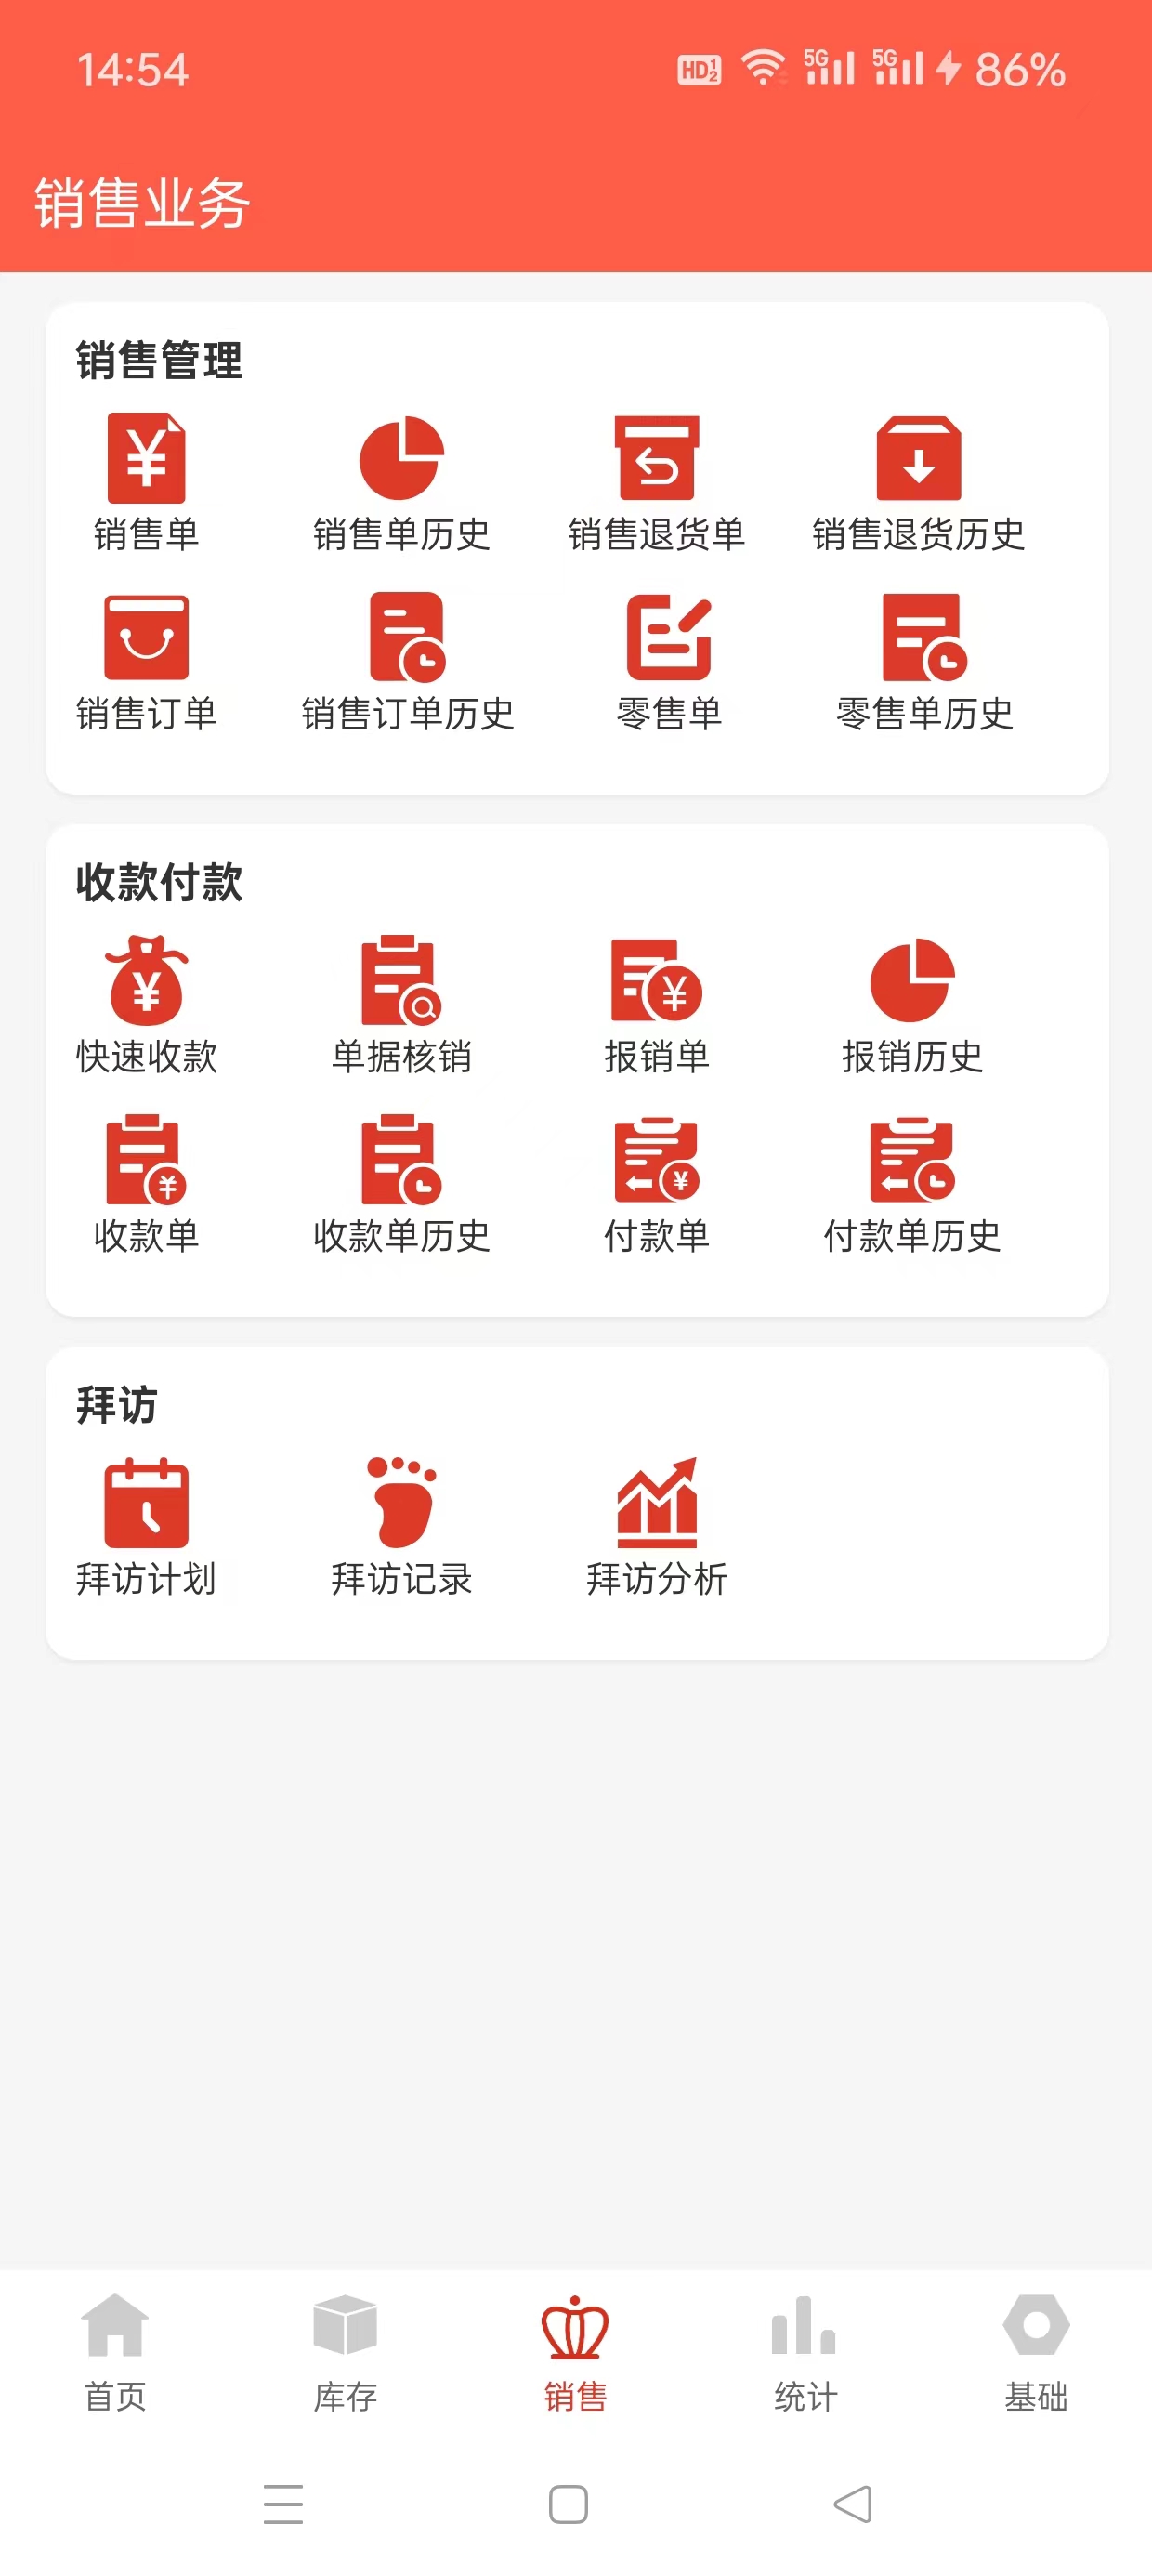 14:54 HD 1 2 5G 5G 86%
销售业务
销售管理
¥
销售单 销售单历史 销售退货单 销售退货历史
销售订单 销售订单历史 零售单 零售单历史
收款付款
¥ ¥
快速收款 单据核销 报销单 报销历史
¥ ¥
收款单 收款单历史 付款单 付款单历史
拜访
拜访计划 拜访记录 拜访分析
首页 库存 销售 统计 基础